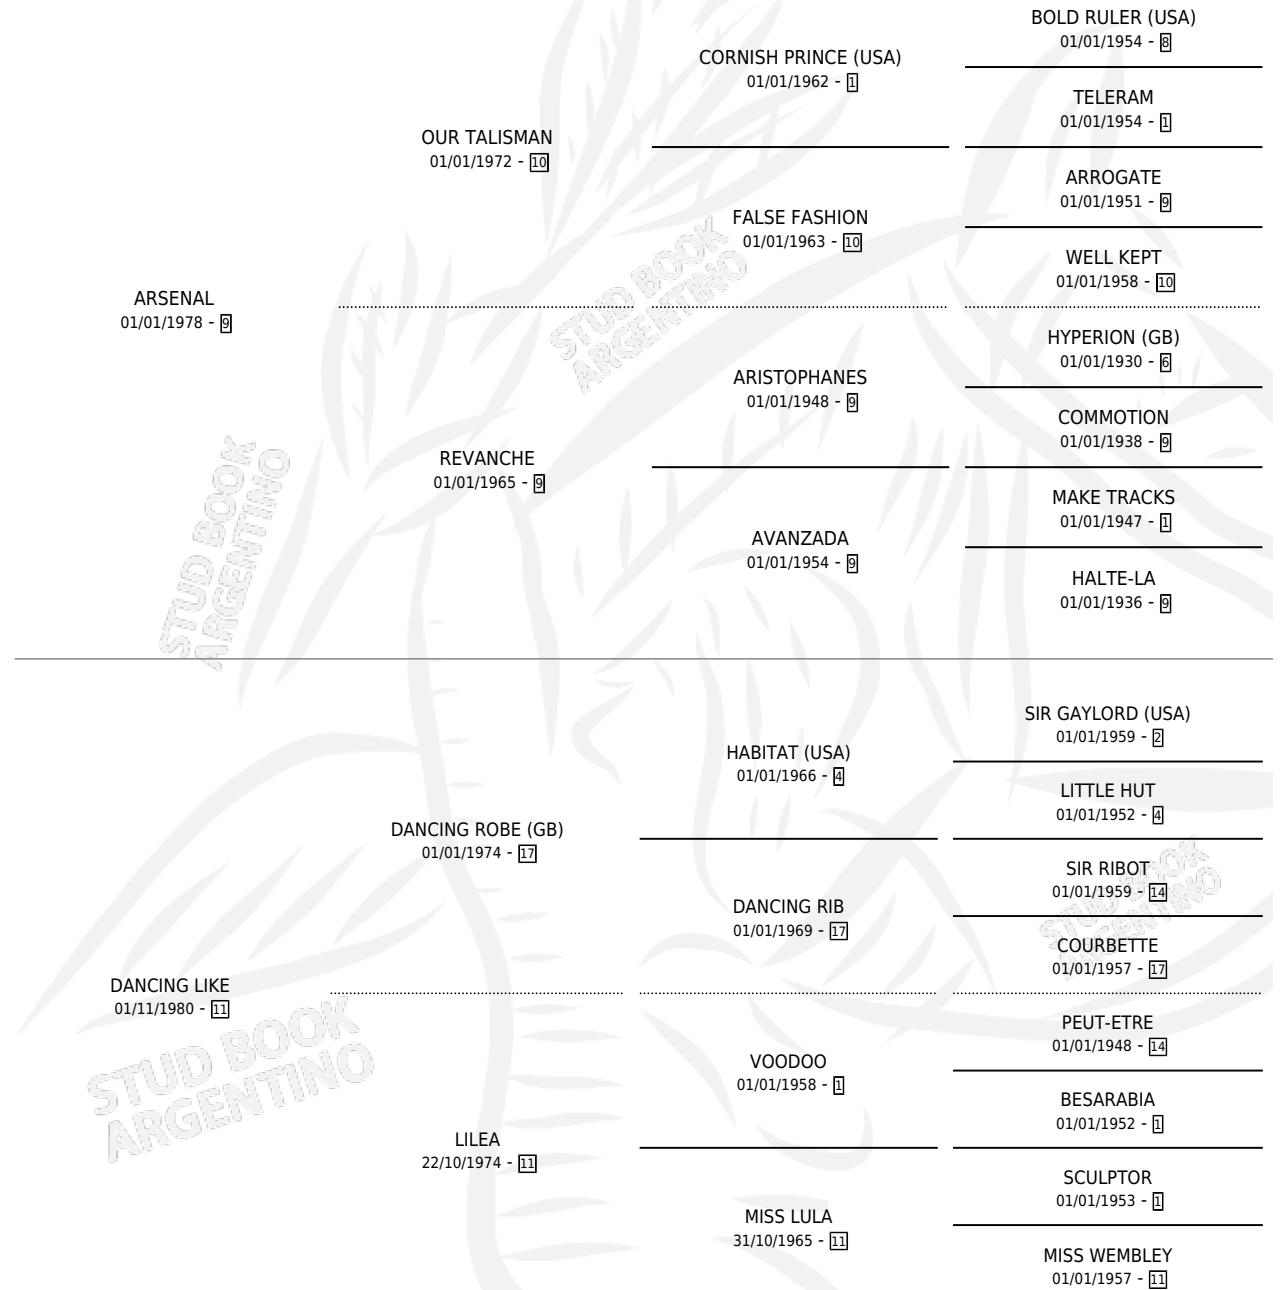 BOLD RULER (USA)
01/01/1954 - 8
CORNISH PRINCE (USA)
01/01/1962 - 1
TELERAM
01/01/1954 - 1
OUR TALISMAN
01/01/1972 - 10
ARROGATE
01/01/1951 - 9
FALSE FASHION
01/01/1963 - 10
WELL KEPT
01/01/1958 - 10
ARSENAL
01/01/1978 - 9
STUD BOOK
ARGENTINO
HYPERION (GB)
01/01/1930 - 6
ARISTOPHANES
01/01/1948 - 9
COMMOTION
01/01/1938 - 9
REVANCHE
01/01/1965 - 9
MAKE TRACKS
01/01/1947 - 1
AVANZADA
01/01/1954 - 9
HALTE-LA
01/01/1936 - 9
STUD BOOK
ARGENTINO
SIR GAYLORD (USA)
01/01/1959 - 2
HABITAT (USA)
01/01/1966 - 4
LITTLE HUT
01/01/1952 - 4
DANCING ROBE (GB)
01/01/1974 - 17
SIR RIBOT
01/01/1959 - 14
DANCING RIB
01/01/1969 - 17
STUD BOOK
ARGENTINO
COURBETTE
01/01/1957 - 17
DANCING LIKE
01/11/1980 - 11
STUD BOOK
ARGENTINO
PEUT-ETRE
01/01/1948 - 14
VOODOO
01/01/1958 - 1
BESARABIA
01/01/1952 - 1
LILEA
22/10/1974 - 11
SCULPTOR
01/01/1953 - 1
MISS LULA
31/10/1965 - 11
MISS WEMBLEY
01/01/1957 - 11